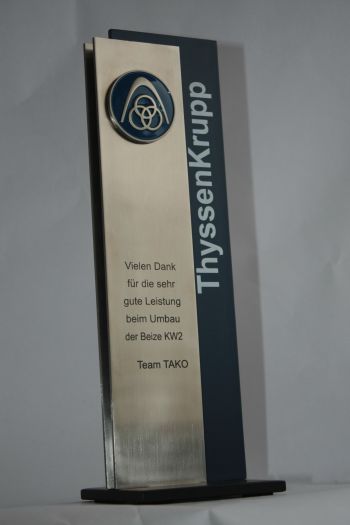 ThyssenKrupp
Vielen Dank
für die sehr
gute Leistung
beim Umbau
der Beize KW2
Team TAKO